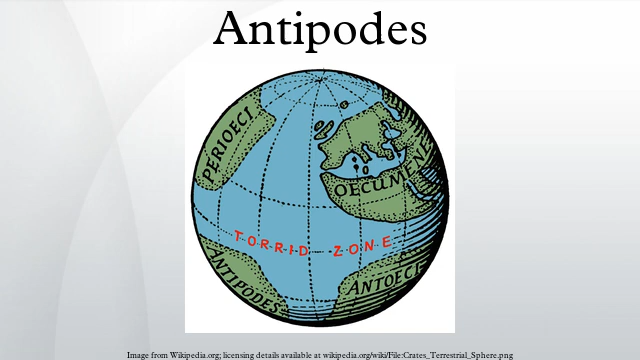 Antipodes
PERIOECI
OECUMENE
TORRID ZONE
ANTIPODES
ANTOECI
Image from Wikipedia.org; licensing details available at wikipedia.org/wiki/File:Crates_Terrestrial_Sphere.png